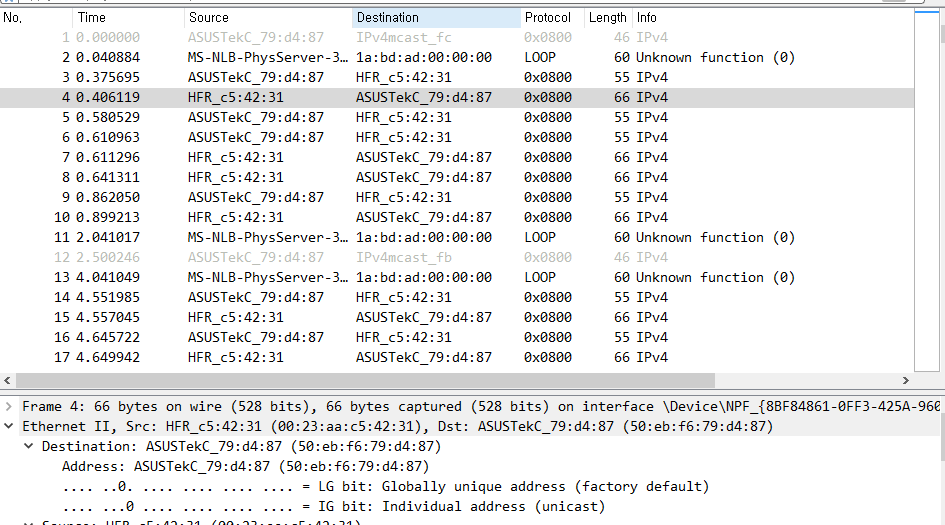 No. Time Source Destination Protocol Length Info
1 0.000000 ASUSTekC_79:d4:87 IPv4mcast_fc 0x0800 46 IPv4
2 0.040884 MS-NLB-PhysServer-3… 1a:bd:ad:00:00:00 LOOP 60 Unknown function (0)
3 0.375695 ASUSTekC_79:d4:87 HFR_c5:42:31 0x0800 55 IPv4
4 0.406119 HFR_c5:42:31 ASUSTekC_79:d4:87 0x0800 66 IPv4
5 0.580529 ASUSTekC_79:d4:87 HFR_c5:42:31 0x0800 55 IPv4
6 0.610963 ASUSTekC_79:d4:87 HFR_c5:42:31 0x0800 55 IPv4
7 0.611296 HFR_c5:42:31 ASUSTekC_79:d4:87 0x0800 66 IPv4
8 0.641311 HFR_c5:42:31 ASUSTekC_79:d4:87 0x0800 66 IPv4
9 0.862050 ASUSTekC_79:d4:87 HFR_c5:42:31 0x0800 55 IPv4
10 0.899213 HFR_c5:42:31 ASUSTekC_79:d4:87 0x0800 66 IPv4
11 2.041017 MS-NLB-PhysServer-3… 1a:bd:ad:00:00:00 LOOP 60 Unknown function (0)
12 2.500246 ASUSTekC_79:d4:87 IPv4mcast_fb 0x0800 46 IPv4
13 4.041049 MS-NLB-PhysServer-3… 1a:bd:ad:00:00:00 LOOP 60 Unknown function (0)
14 4.551985 ASUSTekC_79:d4:87 HFR_c5:42:31 0x0800 55 IPv4
15 4.557045 HFR_c5:42:31 ASUSTekC_79:d4:87 0x0800 66 IPv4
16 4.645722 ASUSTekC_79:d4:87 HFR_c5:42:31 0x0800 55 IPv4
17 4.649942 HFR_c5:42:31 ASUSTekC_79:d4:87 0x0800 66 IPv4
Frame 4: 66 bytes on wire (528 bits), 66 bytes captured (528 bits) on interface \Device\NPF_{8BF84861-0FF3-425A-960
Ethernet II, Src: HFR_c5:42:31 (00:23:aa:c5:42:31), Dst: ASUSTekC_79:d4:87 (50:eb:f6:79:d4:87)
Destination: ASUSTekC_79:d4:87 (50:eb:f6:79:d4:87)
Address: ASUSTekC_79:d4:87 (50:eb:f6:79:d4:87)
.... ..0. .... .... .... .... = LG bit: Globally unique address (factory default)
.... ...0 .... .... .... .... = IG bit: Individual address (unicast)
Source: HFR_c5:42:31 (00:23:aa:c5:42:31)